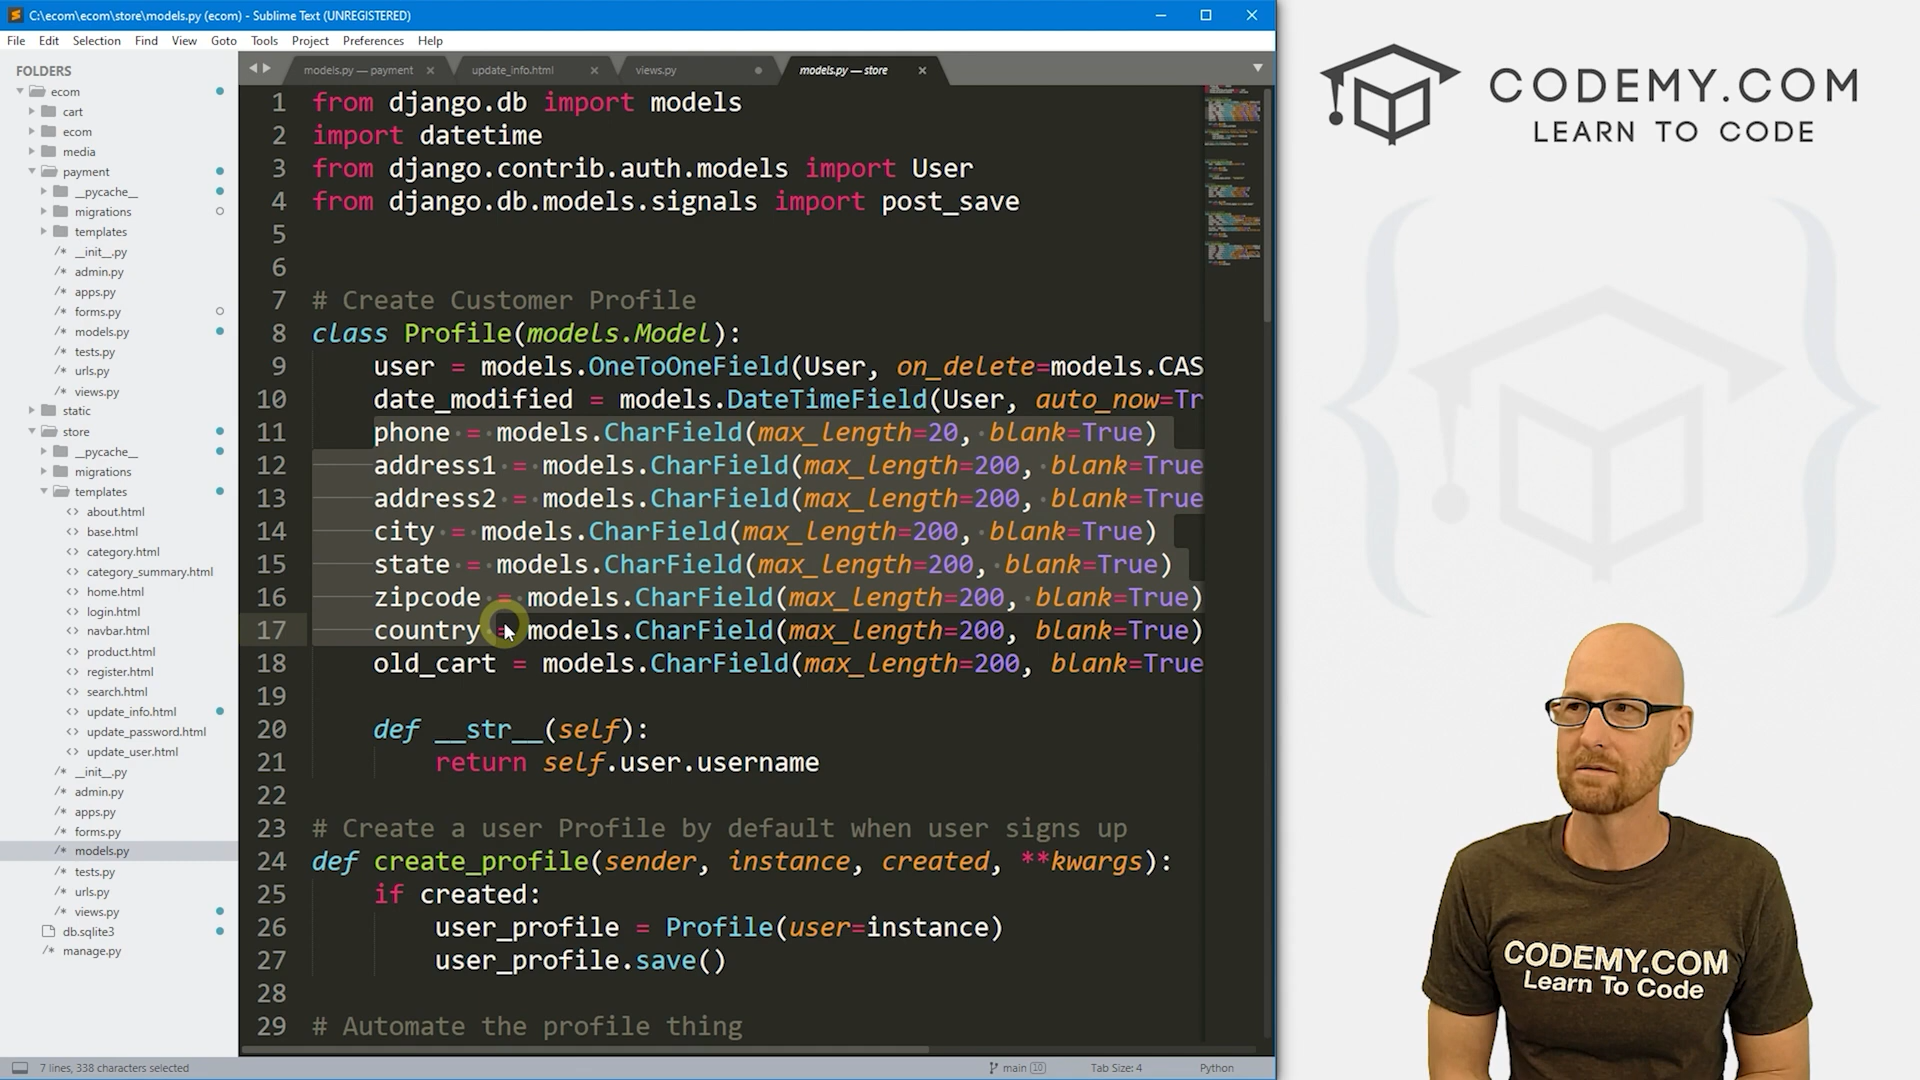 C:\ecom\ecom\store\models.py (ecom) - Sublime Text (UNREGISTERED)
File Edit Selection Find View Goto Tools Project Preferences Help
FOLDERS
ecom
cart
ecom
media
payment
__pycache__
migrations
templates
__init__.py
admin.py
apps.py
forms.py
models.py
tests.py
urls.py
views.py
static
store
__pycache__
migrations
templates
about.html
base.html
category.html
category_summary.html
home.html
login.html
navbar.html
product.html
register.html
search.html
update_info.html
update_password.html
update_user.html
__init__.py
admin.py
apps.py
forms.py
models.py
tests.py
urls.py
views.py
db.sqlite3
manage.py
models.py — payment update_info.html views.py models.py — store
1 from django.db import models
2 import datetime
3 from django.contrib.auth.models import User
4 from django.db.models.signals import post_save
5
6
7 # Create Customer Profile
8 class Profile(models.Model):
9 user = models.OneToOneField(User, on_delete=models.CAS
10 date_modified = models.DateTimeField(User, auto_now=Tr
11 phone = models.CharField(max_length=20, blank=True)
12 address1 = models.CharField(max_length=200, blank=True
13 address2 = models.CharField(max_length=200, blank=True
14 city = models.CharField(max_length=200, blank=True)
15 state = models.CharField(max_length=200, blank=True)
16 zipcode = models.CharField(max_length=200, blank=True)
17 country = models.CharField(max_length=200, blank=True)
18 old_cart = models.CharField(max_length=200, blank=True
19
20 def __str__(self):
21 return self.user.username
22
23 # Create a user Profile by default when user signs up
24 def create_profile(sender, instance, created, **kwargs):
25 if created:
26 user_profile = Profile(user=instance)
27 user_profile.save()
28
29 # Automate the profile thing
7 lines, 338 characters selected main 10 Tab Size: 4 Python
CODEMY.COM
LEARN TO CODE
CODEMY.COM
Learn To Code